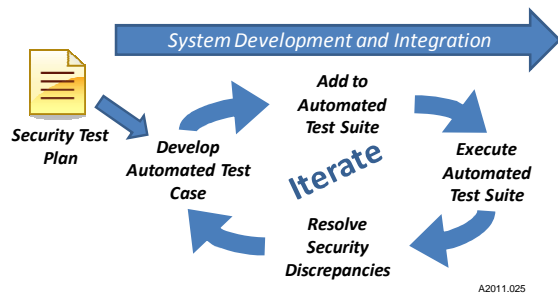 System Development and Integration
Security Test
Plan
Develop
Automated Test
Case
Add to
Automated
Test Suite
Execute
Automated
Test Suite
Iterate
Resolve
Security
Discrepancies
A2011.025